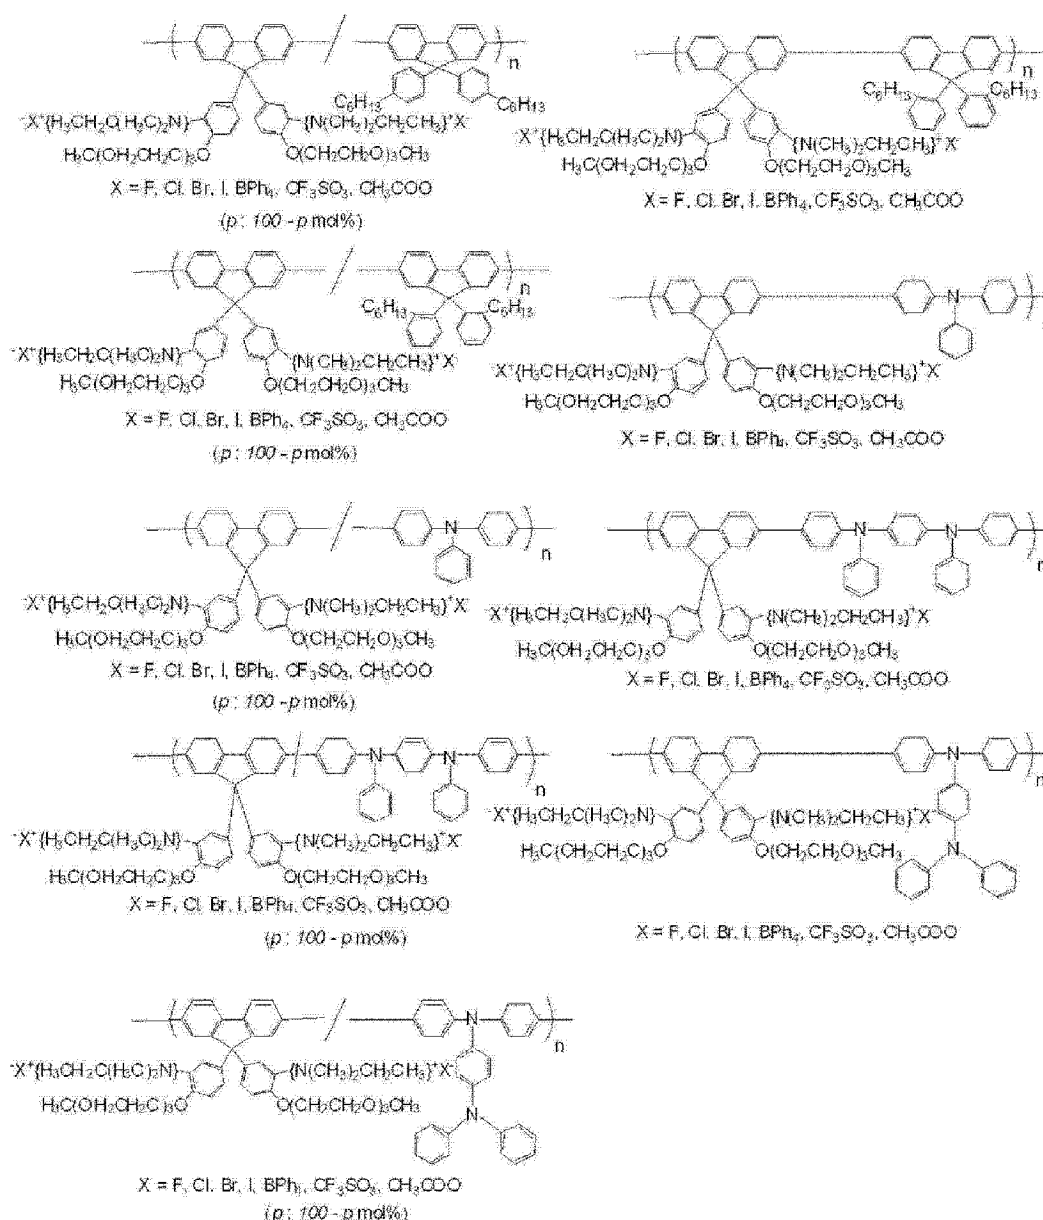 n
C₆H₁₃ C₆H₁₃
⁻X⁺{H₃CH₂C(H₃C)₂N} {N(CH₃)₂CH₂CH₃}⁺X⁻
H₃C(OH₂CH₂C)₃O O(CH₂CH₂O)₃CH₃
X = F, Cl, Br, I, BPh₄, CF₃SO₃, CH₃COO
(p : 100 - p mol%)
n
C₆H₁₃ C₆H₁₃
⁻X⁺{H₃CH₂C(H₃C)₂N} {N(CH₃)₂CH₂CH₃}⁺X⁻
H₃C(OH₂CH₂C)₃O O(CH₂CH₂O)₃CH₃
X = F, Cl, Br, I, BPh₄, CF₃SO₃, CH₃COO
n
C₆H₁₃ C₆H₁₃
⁻X⁺{H₃CH₂C(H₃C)₂N} {N(CH₃)₂CH₂CH₃}⁺X⁻
H₃C(OH₂CH₂C)₃O O(CH₂CH₂O)₃CH₃
X = F, Cl, Br, I, BPh₄, CF₃SO₃, CH₃COO
(p : 100 - p mol%)
N
⁻X⁺{H₃CH₂C(H₃C)₂N} {N(CH₃)₂CH₂CH₃}⁺X⁻
H₃C(OH₂CH₂C)₃O O(CH₂CH₂O)₃CH₃
X = F, Cl, Br, I, BPh₄, CF₃SO₃, CH₃COO
N
n
⁻X⁺{H₃CH₂C(H₃C)₂N} {N(CH₃)₂CH₂CH₃}⁺X⁻
H₃C(OH₂CH₂C)₃O O(CH₂CH₂O)₃CH₃
X = F, Cl, Br, I, BPh₄, CF₃SO₃, CH₃COO
(p : 100 - p mol%)
N N
n
⁻X⁺{H₃CH₂C(H₃C)₂N} {N(CH₃)₂CH₂CH₃}⁺X⁻
H₃C(OH₂CH₂C)₃O O(CH₂CH₂O)₃CH₃
X = F, Cl, Br, I, BPh₄, CF₃SO₃, CH₃COO
N N
n
⁻X⁺{H₃CH₂C(H₃C)₂N} {N(CH₃)₂CH₂CH₃}⁺X⁻
H₃C(OH₂CH₂C)₃O O(CH₂CH₂O)₃CH₃
X = F, Cl, Br, I, BPh₄, CF₃SO₃, CH₃COO
(p : 100 - p mol%)
N
n
⁻X⁺{H₃CH₂C(H₃C)₂N} {N(CH₃)₂CH₂CH₃}⁺X⁻
H₃C(OH₂CH₂C)₃O O(CH₂CH₂O)₃CH₃
N
X = F, Cl, Br, I, BPh₄, CF₃SO₃, CH₃COO
N
n
⁻X⁺{H₃CH₂C(H₃C)₂N} {N(CH₃)₂CH₂CH₃}⁺X⁻
H₃C(OH₂CH₂C)₃O O(CH₂CH₂O)₃CH₃
N
X = F, Cl, Br, I, BPh₄, CF₃SO₃, CH₃COO
(p : 100 - p mol%)